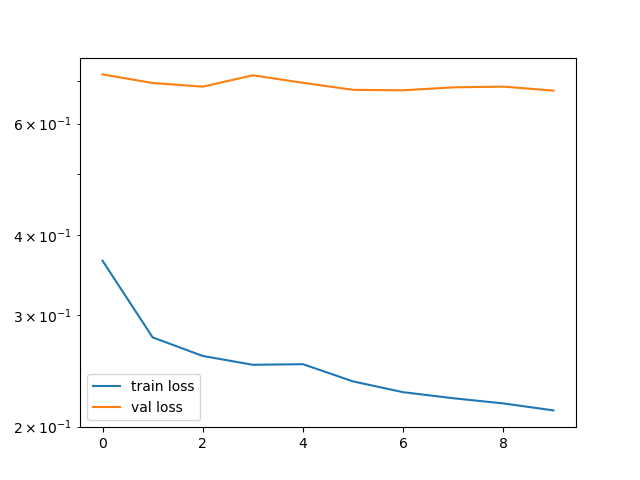 6 × 10⁻¹
4 × 10⁻¹
3 × 10⁻¹
2 × 10⁻¹
train loss
val loss
0 2 4 6 8